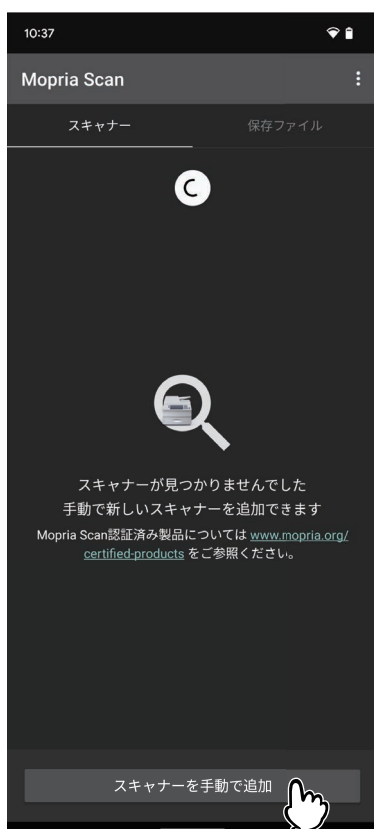 10:37
Mopria Scan
スキャナー
保存ファイル
スキャナーが見つかりませんでした
手動で新しいスキャナーを追加できます
Mopria Scan認証済み製品については www.mopria.org/
certified-products をご参照ください。
スキャナーを手動で追加